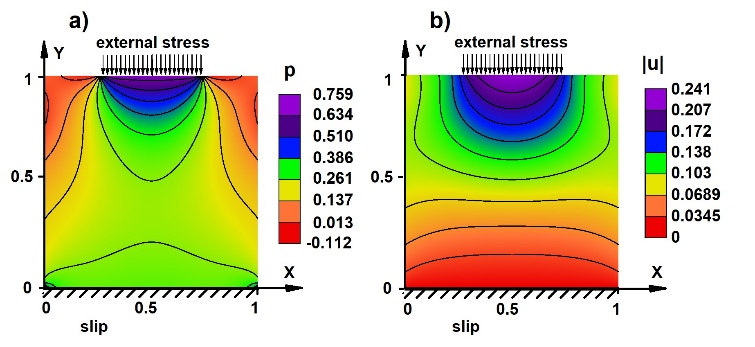 a)
Y
external stress
p
1
0.5
0
0.759
0.634
0.510
0.386
0.261
0.137
0.013
-0.112
X
0 0.5 1
slip
b)
Y
external stress
|u|
1
0.5
0
0.241
0.207
0.172
0.138
0.103
0.0689
0.0345
0
X
0 0.5 1
slip